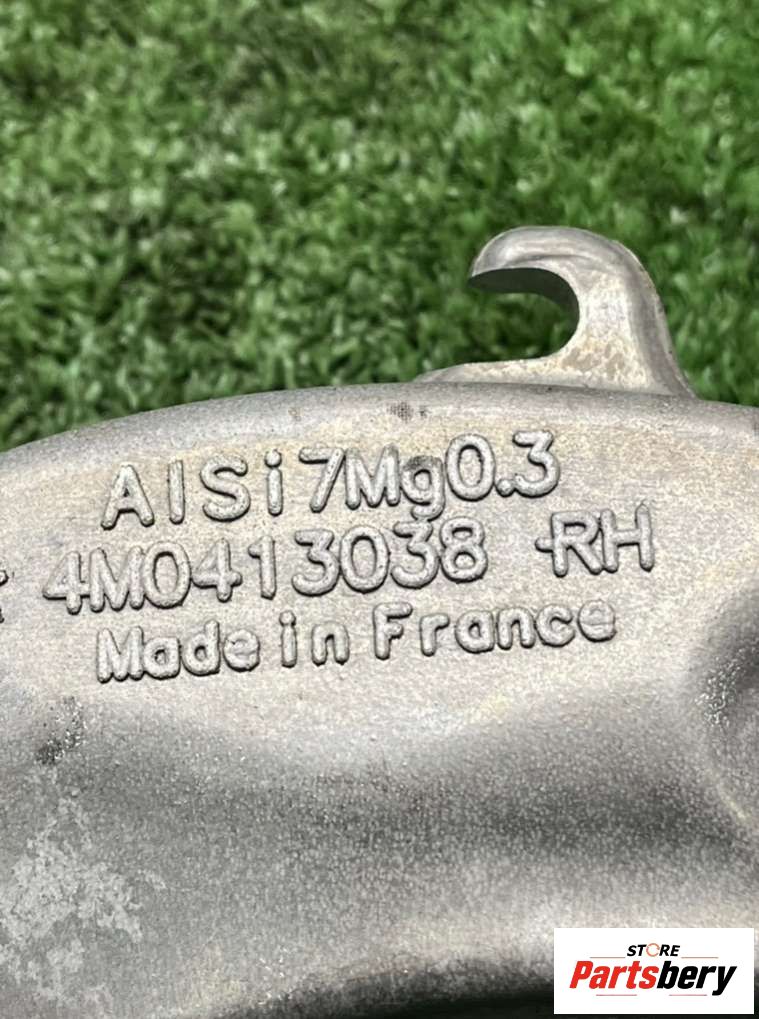 AlSi7Mg0.3
4M0413038 -RH
Made in France
STORE
Partsbery